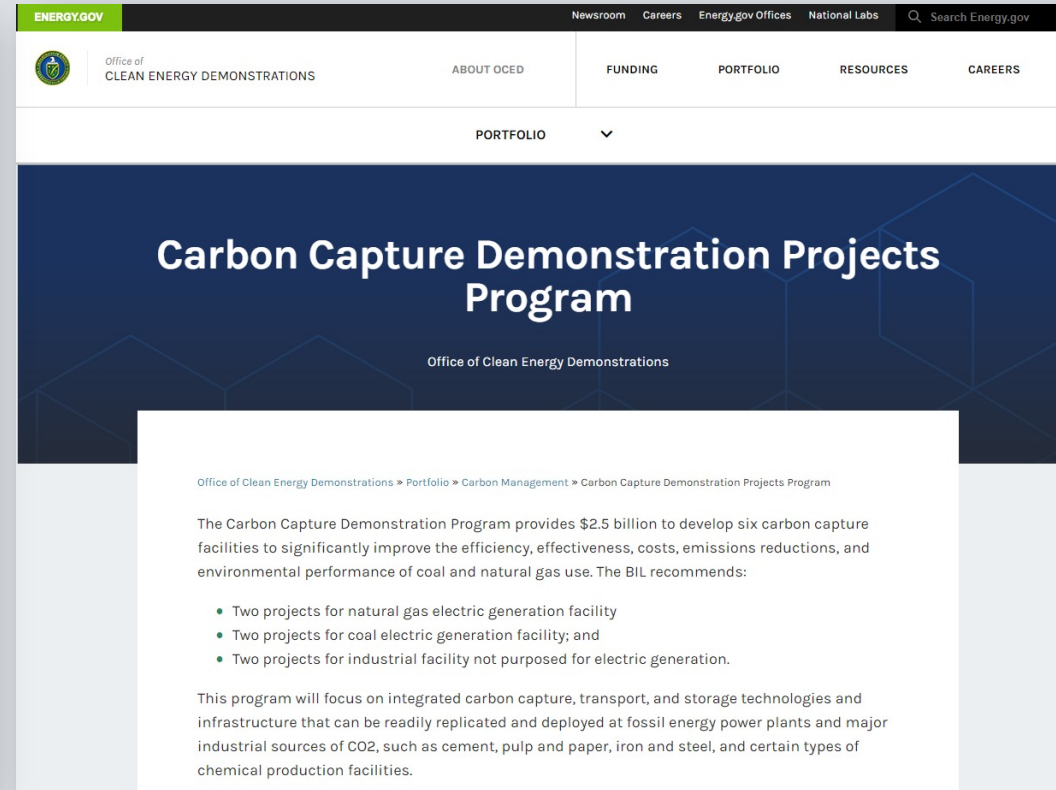 ENERGY.GOV
Newsroom Careers Energy.gov Offices National Labs Search Energy.gov
Office of
CLEAN ENERGY DEMONSTRATIONS
ABOUT OCED FUNDING PORTFOLIO RESOURCES CAREERS
PORTFOLIO
Carbon Capture Demonstration Projects
Program
Office of Clean Energy Demonstrations
Office of Clean Energy Demonstrations » Portfolio » Carbon Management » Carbon Capture Demonstration Projects Program
The Carbon Capture Demonstration Program provides $2.5 billion to develop six carbon capture
facilities to significantly improve the efficiency, effectiveness, costs, emissions reductions, and
environmental performance of coal and natural gas use. The BIL recommends:
• Two projects for natural gas electric generation facility
• Two projects for coal electric generation facility; and
• Two projects for industrial facility not purposed for electric generation.
This program will focus on integrated carbon capture, transport, and storage technologies and
infrastructure that can be readily replicated and deployed at fossil energy power plants and major
industrial sources of CO2, such as cement, pulp and paper, iron and steel, and certain types of
chemical production facilities.